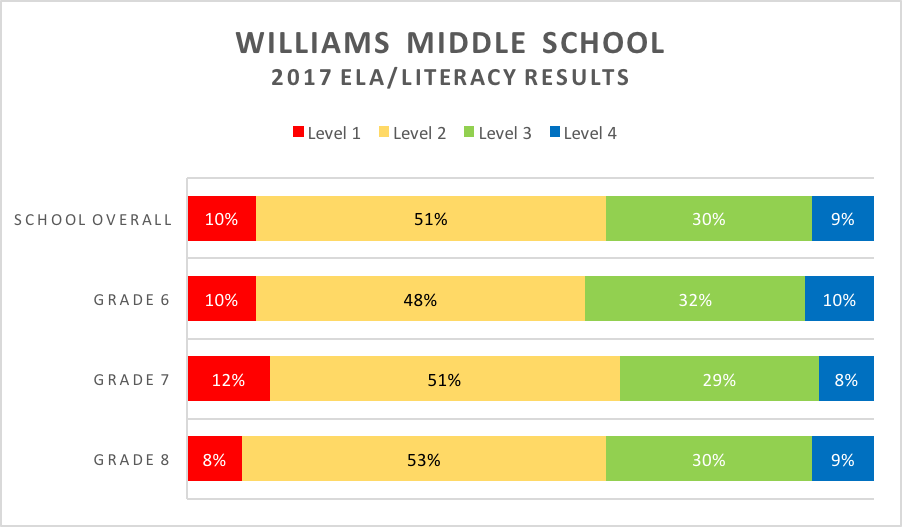 WILLIAMS MIDDLE SCHOOL
2017 ELA/LITERACY RESULTS
Level 1 Level 2 Level 3 Level 4
SCHOOL OVERALL 10% 51% 30% 9%
GRADE 6 10% 48% 32% 10%
GRADE 7 12% 51% 29% 8%
GRADE 8 8% 53% 30% 9%